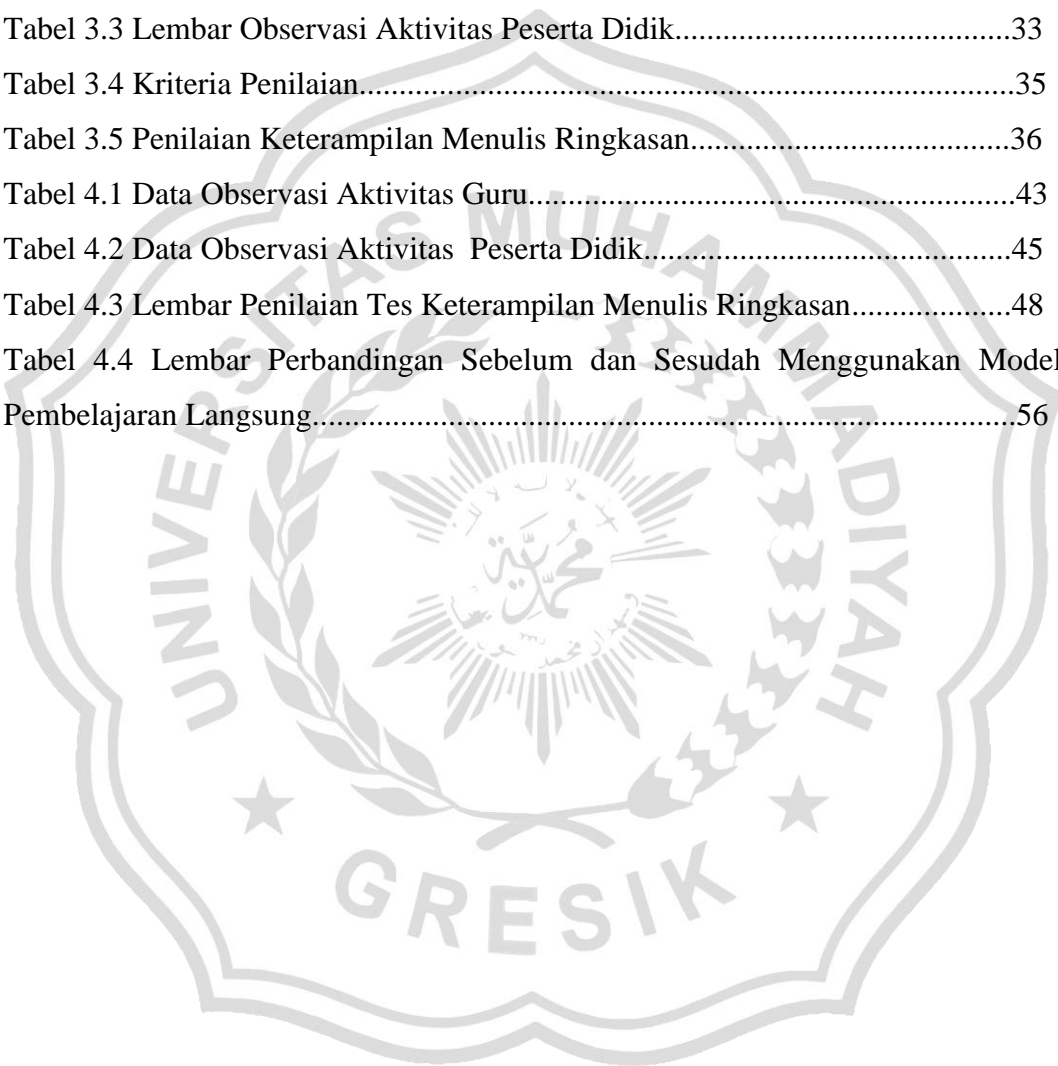 Tabel 3.3 Lembar Observasi Aktivitas Peserta Didik.............................................33
Tabel 3.4 Kriteria Penilaian.....................................................................................35
Tabel 3.5 Penilaian Keterampilan Menulis Ringkasan........................................36
Tabel 4.1 Data Observasi Aktivitas Guru.............................................................43
Tabel 4.2 Data Observasi Aktivitas  Peserta Didik..............................................45
Tabel 4.3 Lembar Penilaian Tes Keterampilan Menulis Ringkasan....................48
Tabel 4.4 Lembar Perbandingan Sebelum dan Sesudah Menggunakan Model
Pembelajaran Langsung........................................................................................56
UNIVERSITAS MUHAMMADIYAH
GRESIK